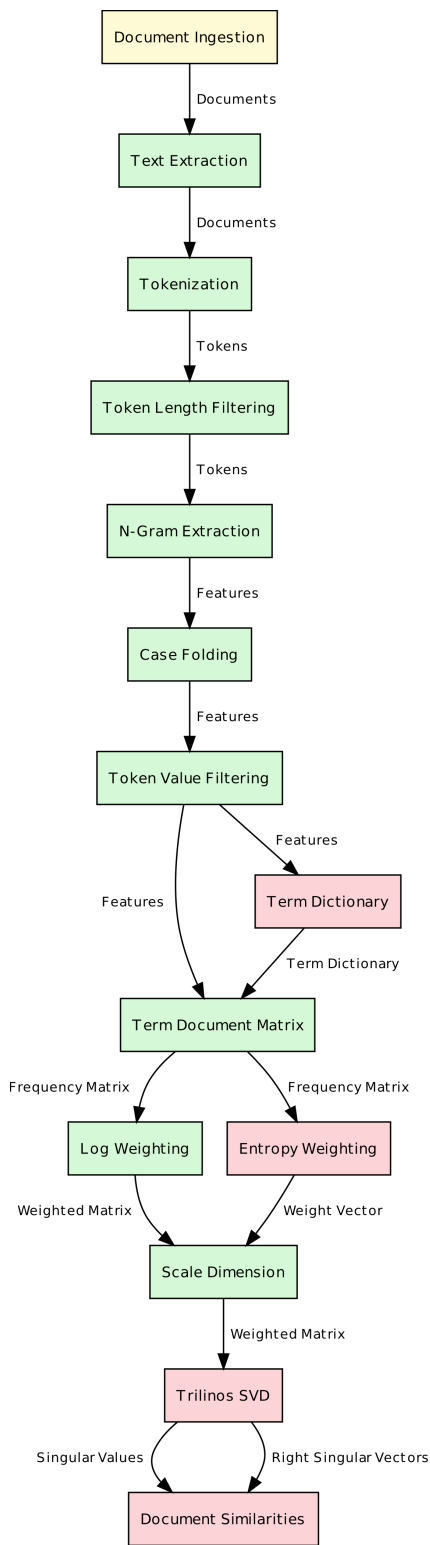 Document Ingestion
Documents
Text Extraction
Documents
Tokenization
Tokens
Token Length Filtering
Tokens
N-Gram Extraction
Features
Case Folding
Features
Token Value Filtering
Features
Features
Term Dictionary
Term Dictionary
Term Document Matrix
Frequency Matrix
Frequency Matrix
Log Weighting
Entropy Weighting
Weighted Matrix
Weight Vector
Scale Dimension
Weighted Matrix
Trilinos SVD
Singular Values
Right Singular Vectors
Document Similarities